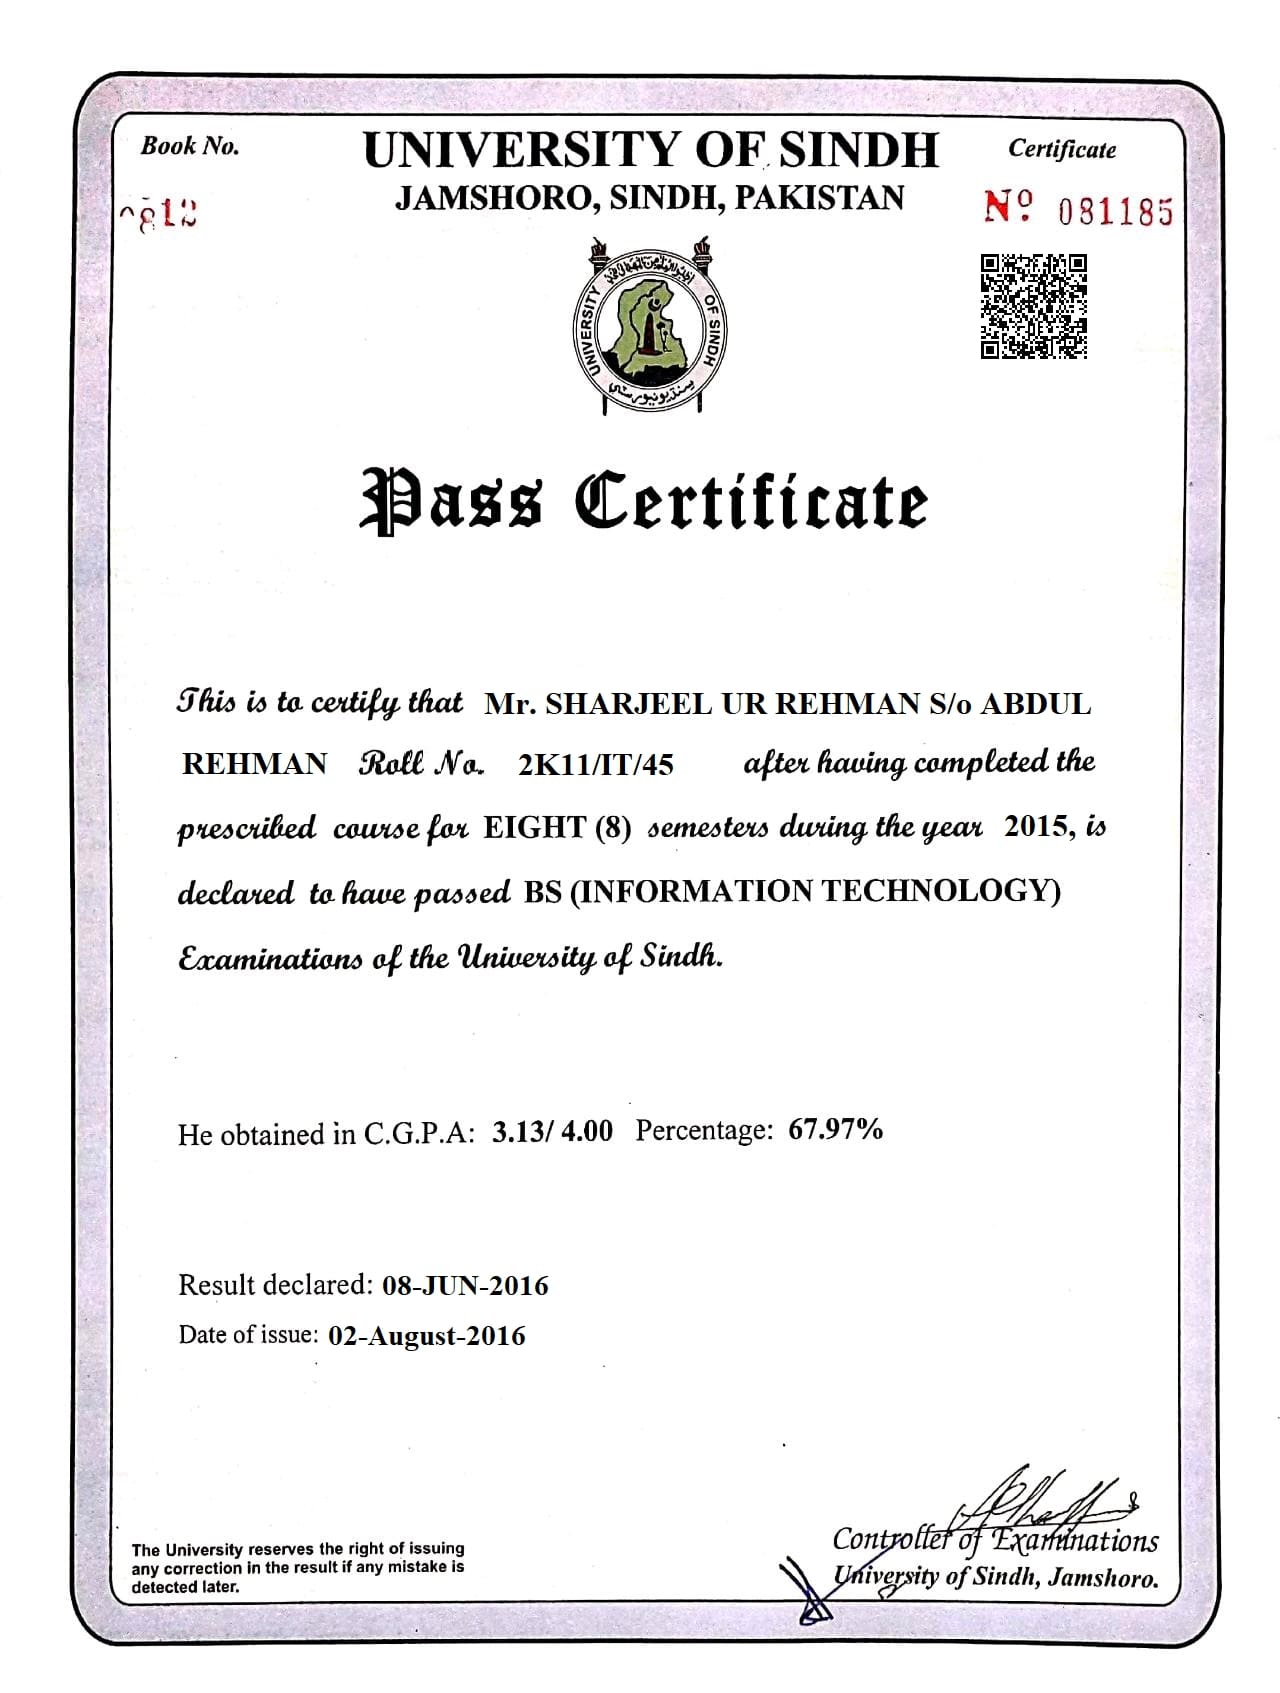 Book No.
UNIVERSITY OF SINDH
Certificate
JAMSHORO, SINDH, PAKISTAN
812
Nº 081185
UNIVERSITY OF SINDH
سنڌ يونيورسٽي
Pass Certificate
This is to certify that Mr. SHARJEEL UR REHMAN S/o ABDUL
REHMAN Roll No. 2K11/IT/45 after having completed the
prescribed course for EIGHT (8) semesters during the year 2015, is
declared to have passed BS (INFORMATION TECHNOLOGY)
Examinations of the University of Sindh.
He obtained in C.G.P.A: 3.13/ 4.00 Percentage: 67.97%
Result declared: 08-JUN-2016
Date of issue: 02-August-2016
The University reserves the right of issuing
any correction in the result if any mistake is
detected later.
Controller of Examinations
University of Sindh, Jamshoro.